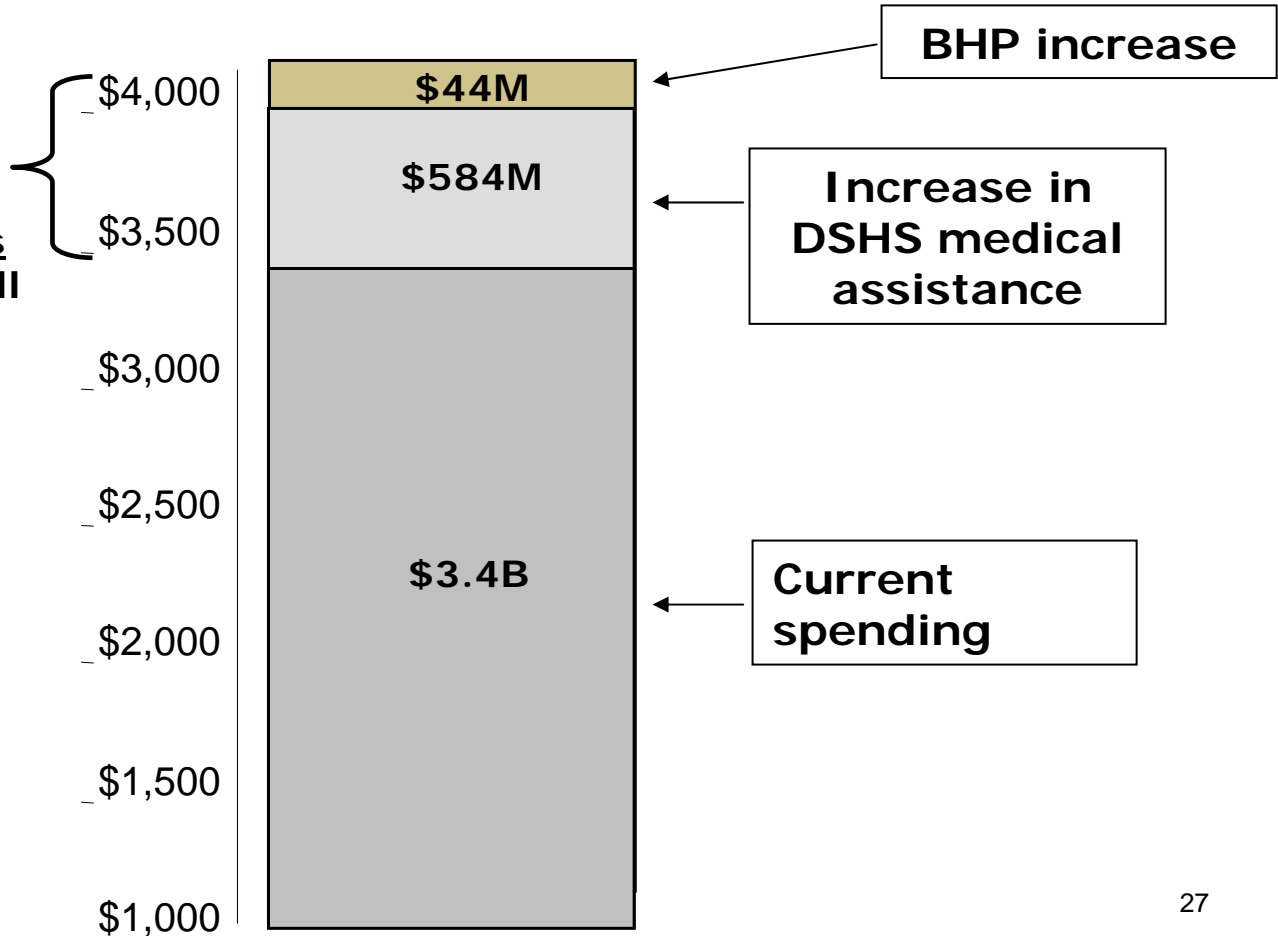 BHP increase
$4,000
$44M
$584M
Increase in
DSHS medical
assistance
$3,500
$3,000
$2,500
$3.4B
Current
spending
$2,000
$1,500
$1,000
27